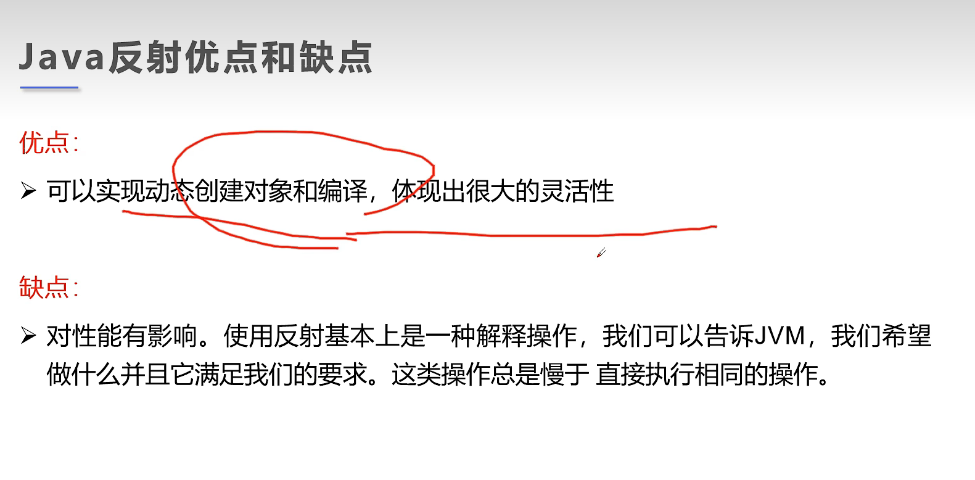 Java反射优点和缺点
优点：
➢ 可以实现动态创建对象和编译，体现出很大的灵活性
缺点：
➢ 对性能有影响。使用反射基本上是一种解释操作，我们可以告诉JVM，我们希望
做什么并且它满足我们的要求。这类操作总是慢于 直接执行相同的操作。